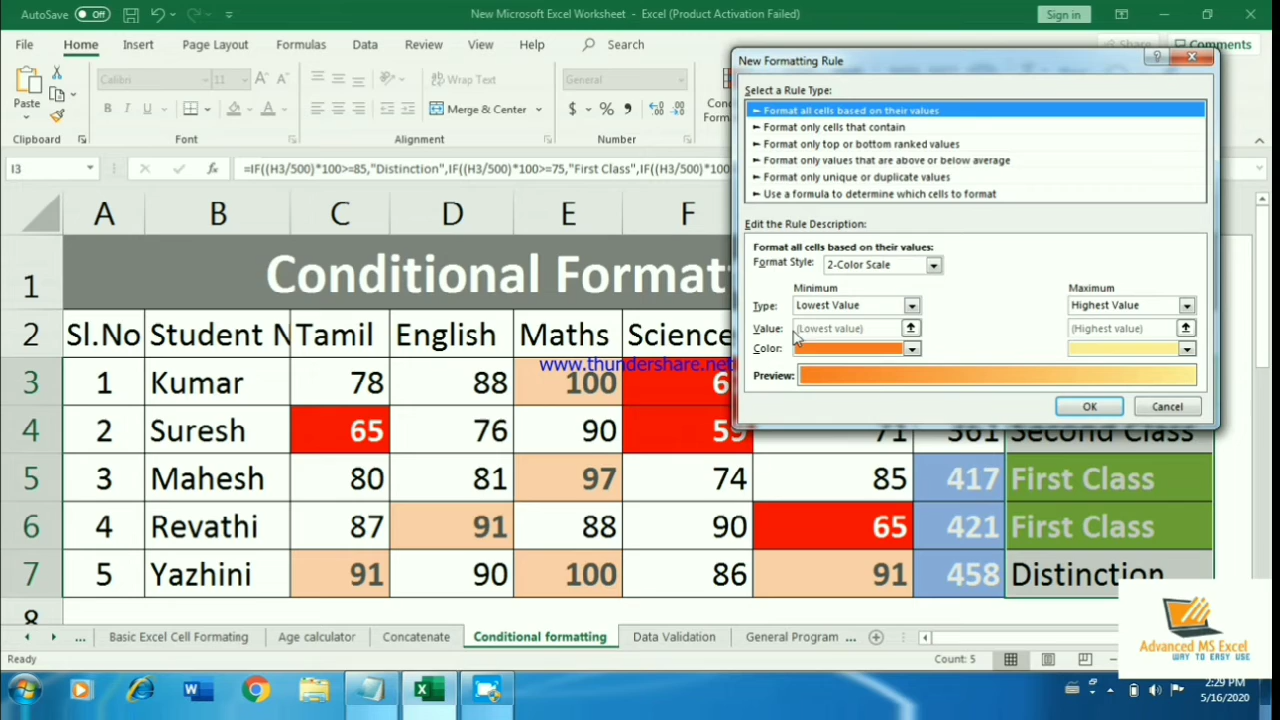 AutoSave Off New Microsoft Excel Worksheet - Excel (Product Activation Failed) Sign in
File Home Insert Page Layout Formulas Data Review View Help Search Share Comments
Paste Calibri 11 Wrap Text General
B I U Merge & Center $ % Cond
Form
Clipboard Font Alignment Number
I3 fx =IF((H3/500)*100>=85,"Distinction",IF((H3/500)*100>=75,"First Class",IF((H3/500)*100
New Formatting Rule
Select a Rule Type:
► Format all cells based on their values
► Format only cells that contain
► Format only top or bottom ranked values
► Format only values that are above or below average
► Format only unique or duplicate values
► Use a formula to determine which cells to format
Edit the Rule Description:
Format all cells based on their values:
Format Style: 2-Color Scale
Minimum Maximum
Type: Lowest Value Highest Value
Value: (Lowest value) (Highest value)
Color:
Preview:
OK Cancel
A B C D E F
1 Conditional Formatt
2 Sl.No Student N Tamil English Maths Science
www.thundershare.net
3 1 Kumar 78 88 100 6
4 2 Suresh 65 76 90 59 71 361 Second Class
5 3 Mahesh 80 81 97 74 85 417 First Class
6 4 Revathi 87 91 88 90 65 421 First Class
7 5 Yazhini 91 90 100 86 91 458 Distinction
8
... Basic Excel Cell Formating Age calculator Concatenate Conditional formatting Data Validation General Program ...
Ready Count: 5
Advanced MS Excel
WAY TO EASY USE
2:29 PM
5/16/2020